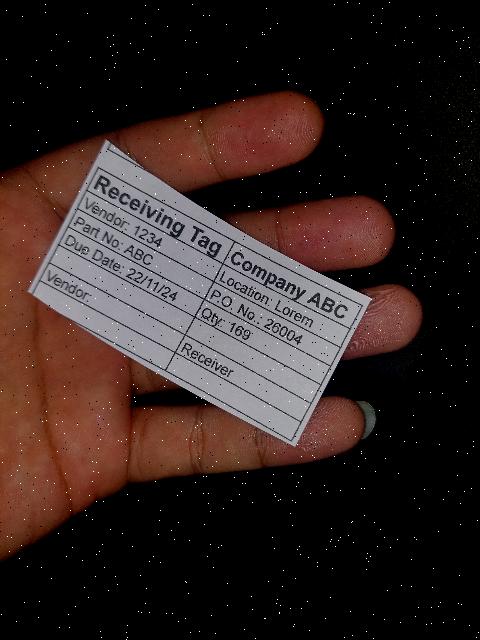 Receiving Tag Company ABC
Vendor: 1234 Location: Lorem
Part No: ABC P.O. No.: 26004
Due Date: 22/11/24 Qty: 169
Vendor: Receiver